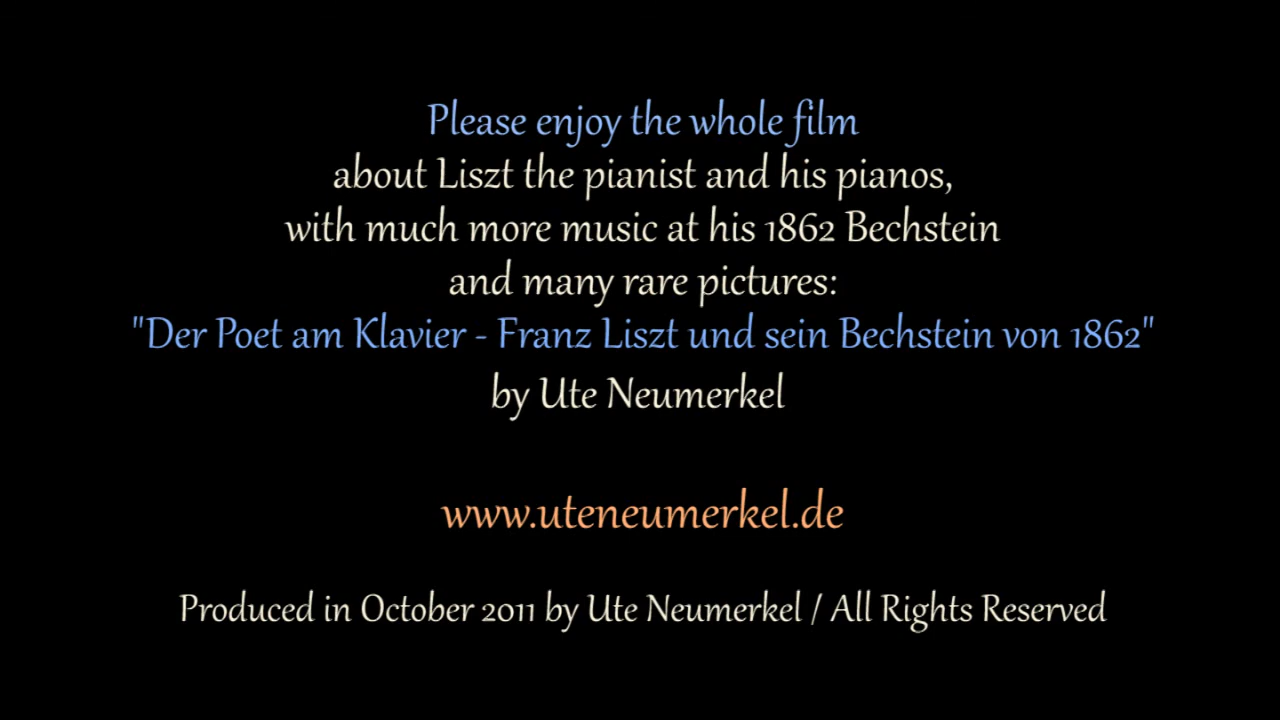 Please enjoy the whole film
about Liszt the pianist and his pianos,
with much more music at his 1862 Bechstein
and many rare pictures:
"Der Poet am Klavier - Franz Liszt und sein Bechstein von 1862"
by Ute Neumerkel
www.uteneumerkel.de
Produced in October 2011 by Ute Neumerkel / All Rights Reserved